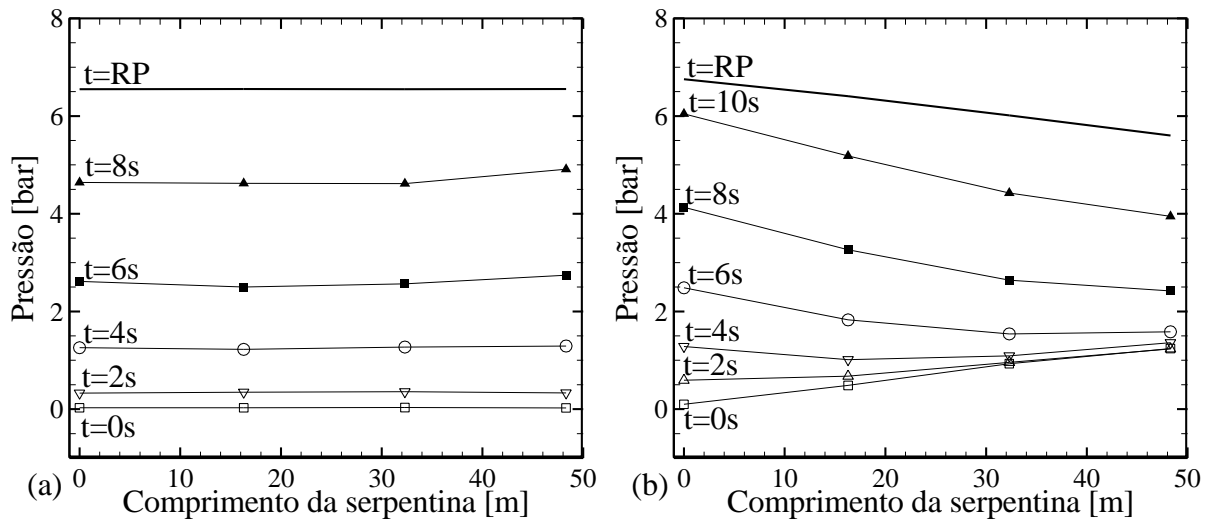 8
6
4
2
0
Pressão [bar]
t=RP
t=8s
t=6s
t=4s
t=2s
t=0s
0 10 20 30 40 50
(a) Comprimento da serpentina [m]
8
6
4
2
0
Pressão [bar]
t=RP
t=10s
t=8s
t=6s
t=4s
t=2s
t=0s
0 10 20 30 40 50
(b) Comprimento da serpentina [m]